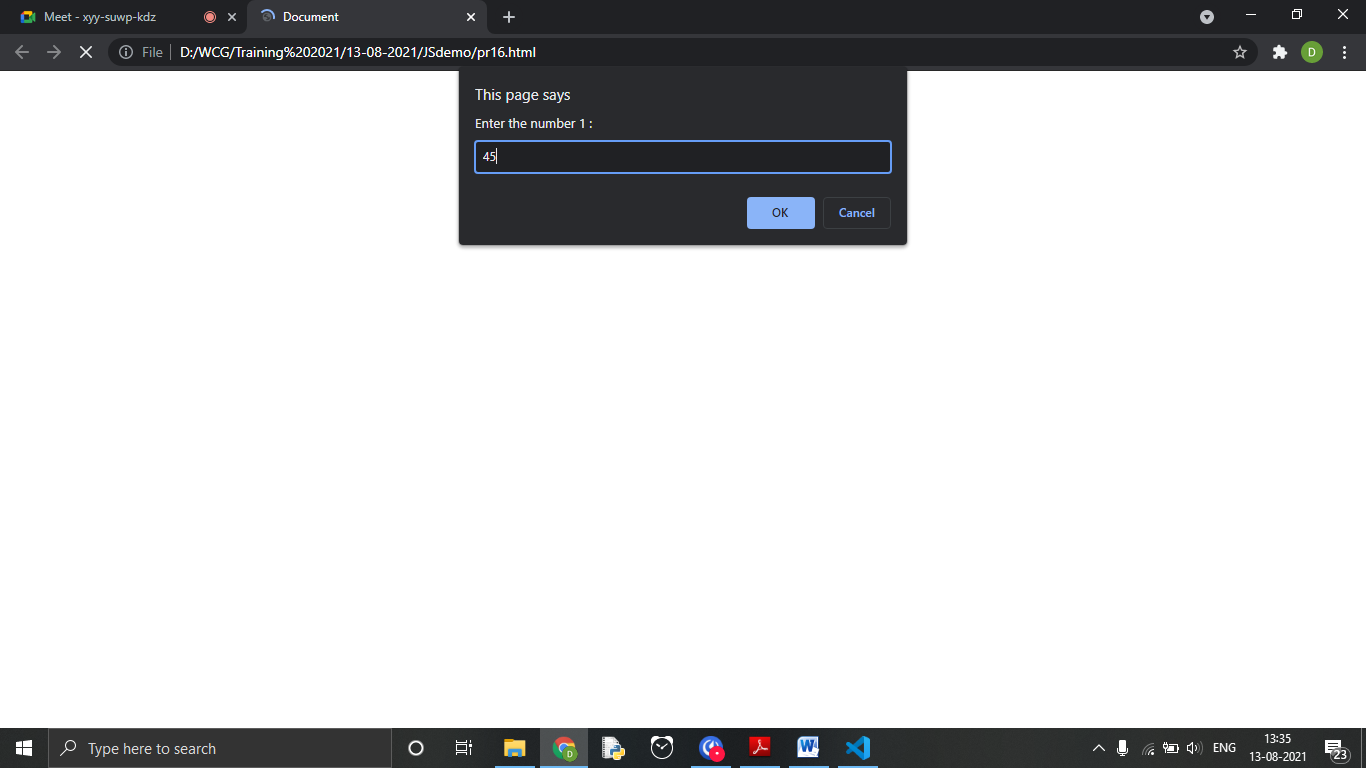 Meet - xyy-suwp-kdz
Document
File
D:/WCG/Training%202021/13-08-2021/JSdemo/pr16.html
D
This page says
Enter the number 1 :
45
OK
Cancel
Type here to search
D
ENG
13:35
13-08-2021
23